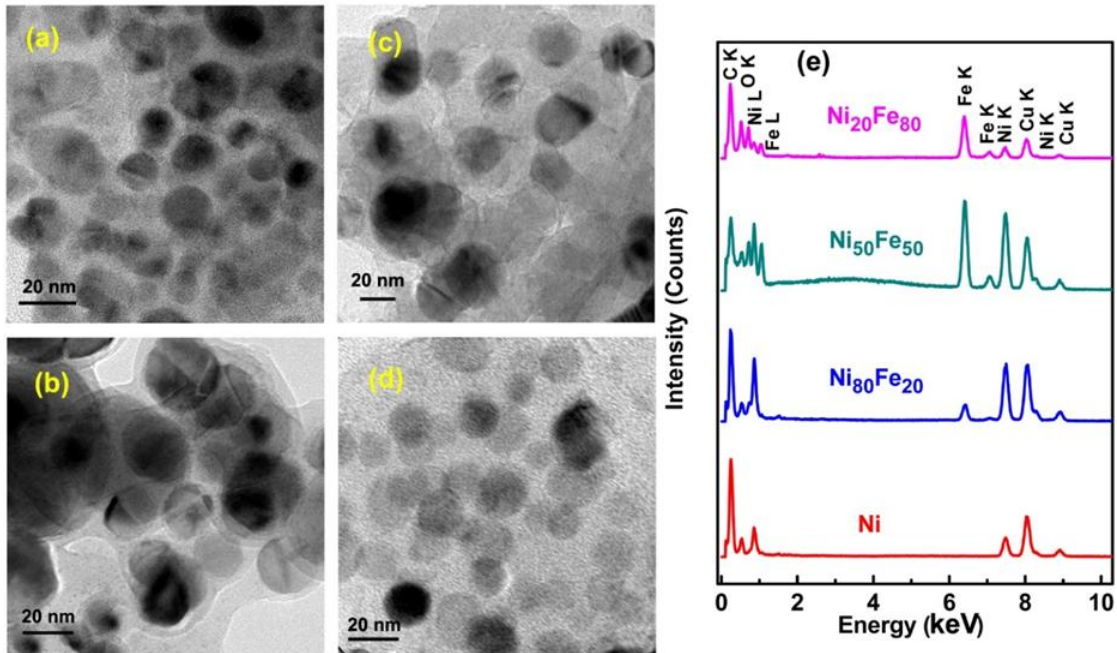 (a)
20 nm
(c)
20 nm
(b)
20 nm
(d)
20 nm
(e)
C K
O K
Ni L
Fe L
Fe K
Fe K
Ni K
Cu K
Ni K
Cu K
Ni20Fe80
Ni50Fe50
Ni80Fe20
Ni
Intensity (Counts)
0 2 4 6 8 10
Energy (keV)